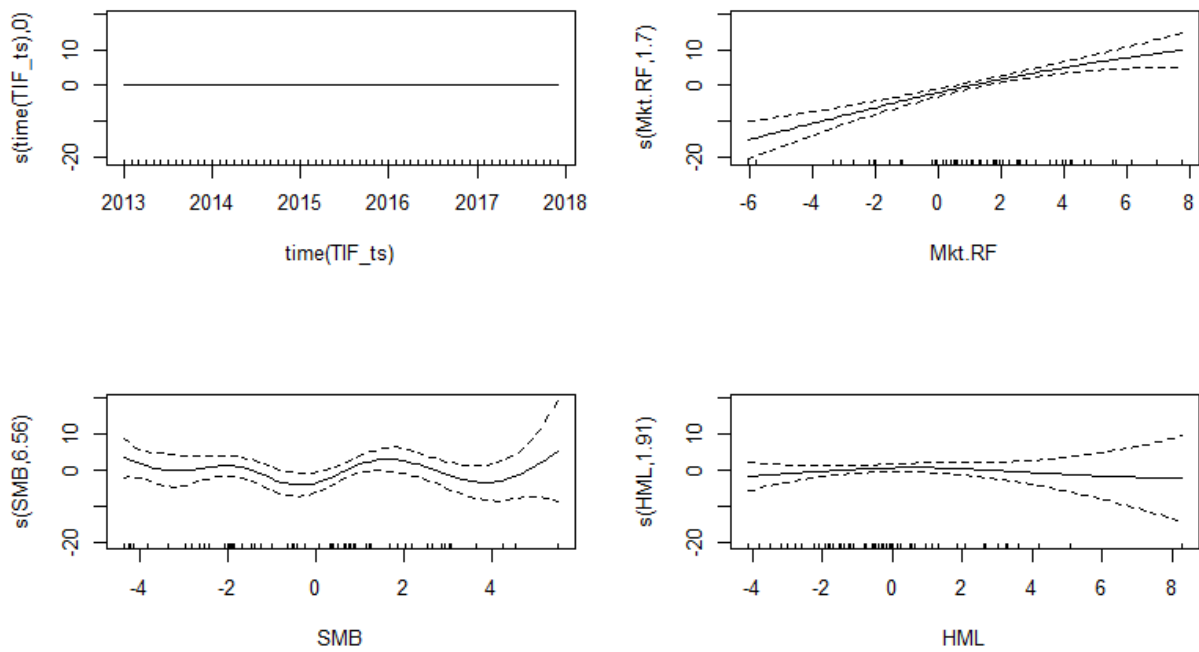 s(time(TIF_ts),0)
10
0
-20
2013 2014 2015 2016 2017 2018
time(TIF_ts)
s(Mkt.RF,1.7)
10
0
-20
-6 -4 -2 0 2 4 6 8
Mkt.RF
s(SMB,6.56)
10
0
-20
-4 -2 0 2 4
SMB
s(HML,1.91)
10
0
-20
-4 -2 0 2 4 6 8
HML